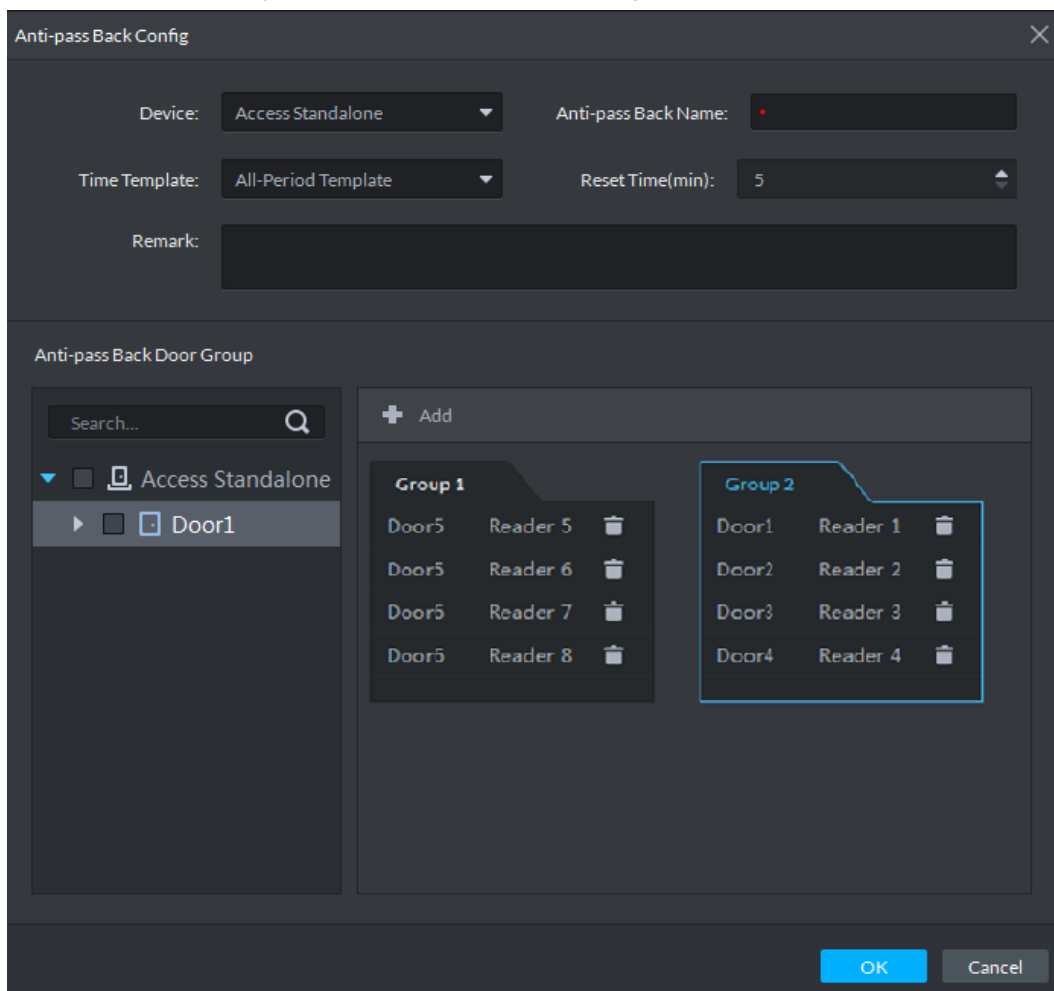 Anti-pass Back Config
Device: Access Standalone Anti-pass Back Name:
Time Template: All-Period Template Reset Time(min): 5
Remark:
Anti-pass Back Door Group
Search...
Add
Access Standalone
Door1
Group 1
Door5 Reader 5
Door5 Reader 6
Door5 Reader 7
Door5 Reader 8
Group 2
Door1 Reader 1
Door2 Reader 2
Door3 Reader 3
Door4 Reader 4
OK Cancel